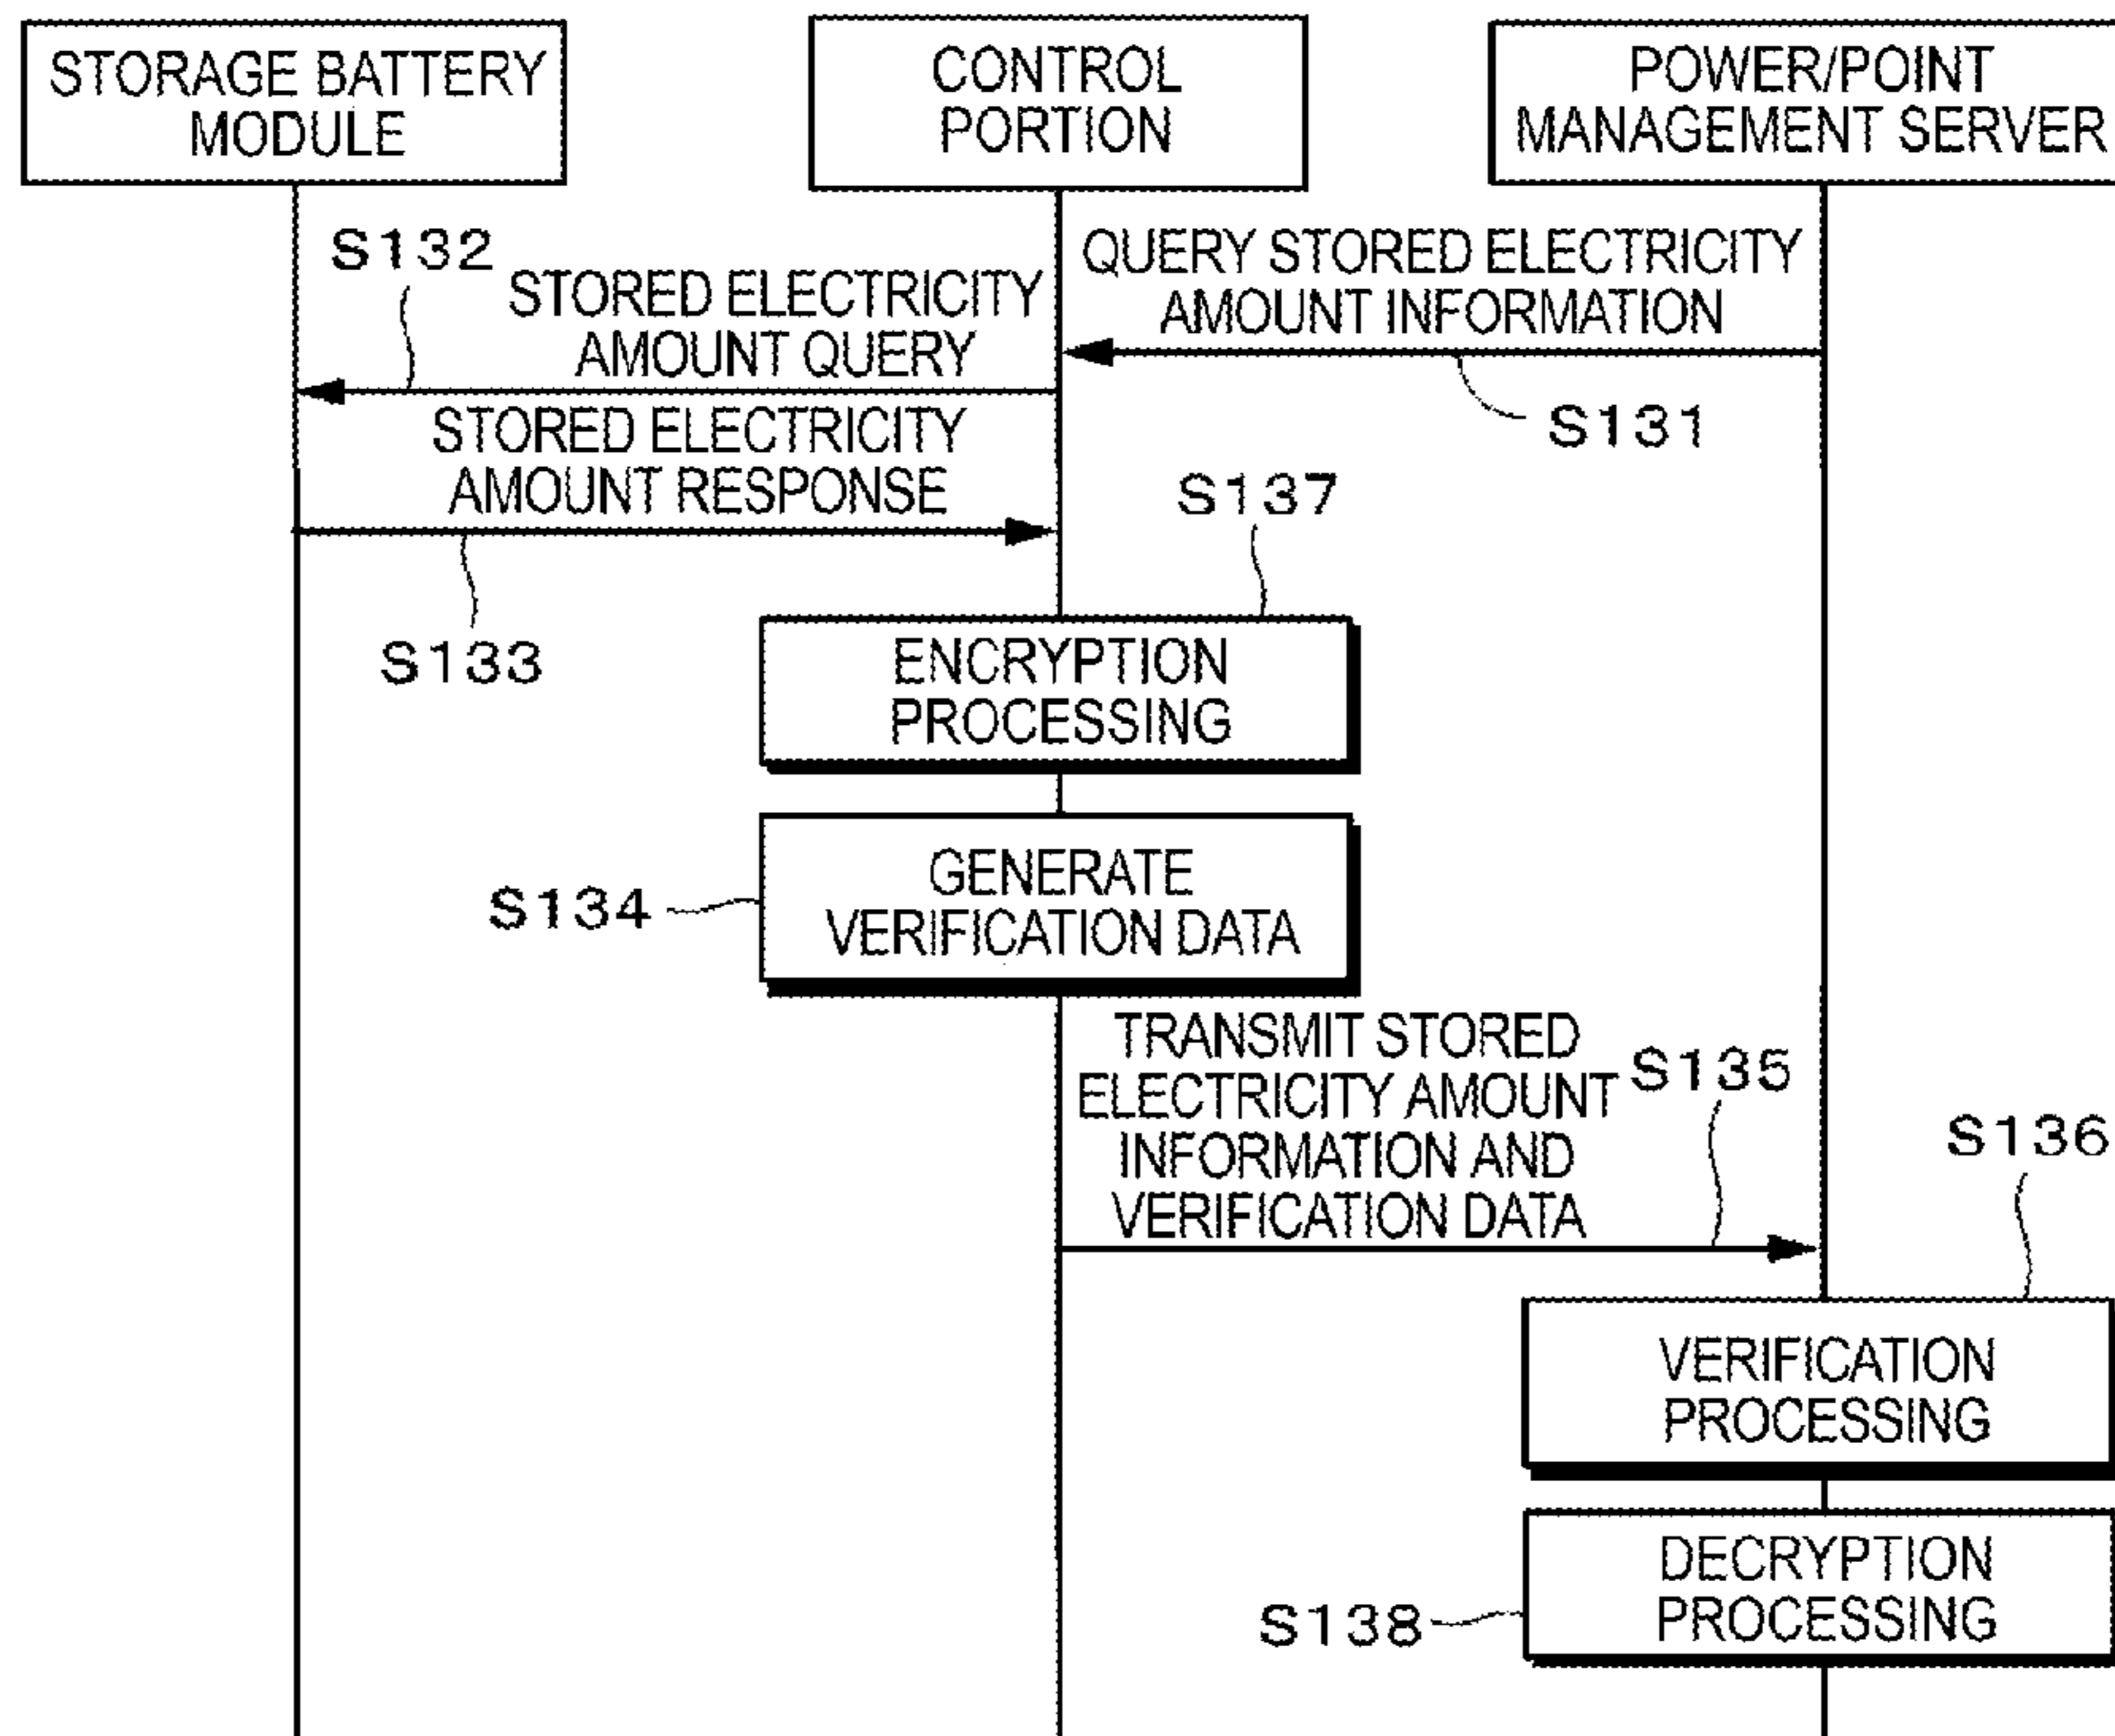 STORAGE BATTERY
MODULE
CONTROL
PORTION
POWER/POINT
MANAGEMENT SERVER
S132
STORED ELECTRICITY
AMOUNT QUERY
QUERY STORED ELECTRICITY
AMOUNT INFORMATION
S131
STORED ELECTRICITY
AMOUNT RESPONSE
S133
S137
ENCRYPTION
PROCESSING
S134
GENERATE
VERIFICATION DATA
TRANSMIT STORED
ELECTRICITY AMOUNT
INFORMATION AND
VERIFICATION DATA
S135
S136
VERIFICATION
PROCESSING
S138
DECRYPTION
PROCESSING